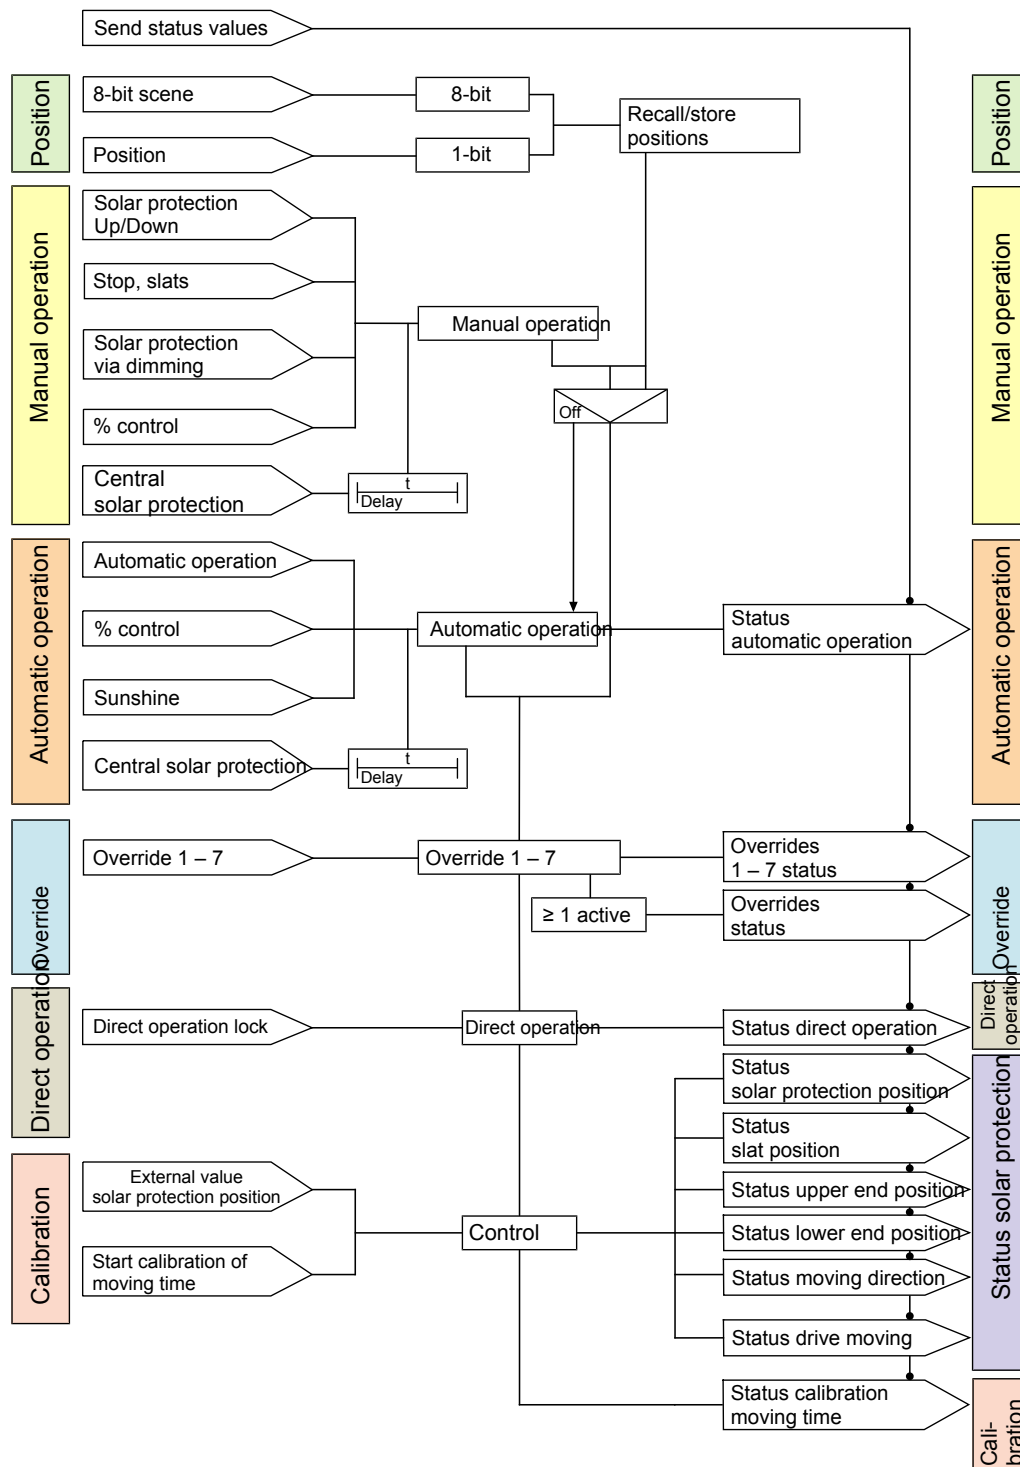 Send status values
Position
8-bit scene
8-bit
Recall/store
positions
Position
1-bit
Position
Manual operation
Solar protection
Up/Down
Stop, slats
Manual operation
Solar protection
via dimming
Off
% control
Central
solar protection
t
Delay
Manual operation
Automatic operation
Automatic operation
% control
Automatic operation
Status
automatic operation
Sunshine
Central solar protection
t
Delay
Automatic operation
Override
Override 1 – 7
Override 1 – 7
Overrides
1 – 7 status
≥ 1 active
Overrides
status
Override
Direct operation
Direct operation lock
Direct operation
Status direct operation
Direct
operation
Status
solar protection position
Status
slat position
Status upper end position
Status lower end position
Status moving direction
Status drive moving
Status solar protection
Calibration
External value
solar protection position
Control
Start calibration of
moving time
Status calibration
moving time
Cali-
bration